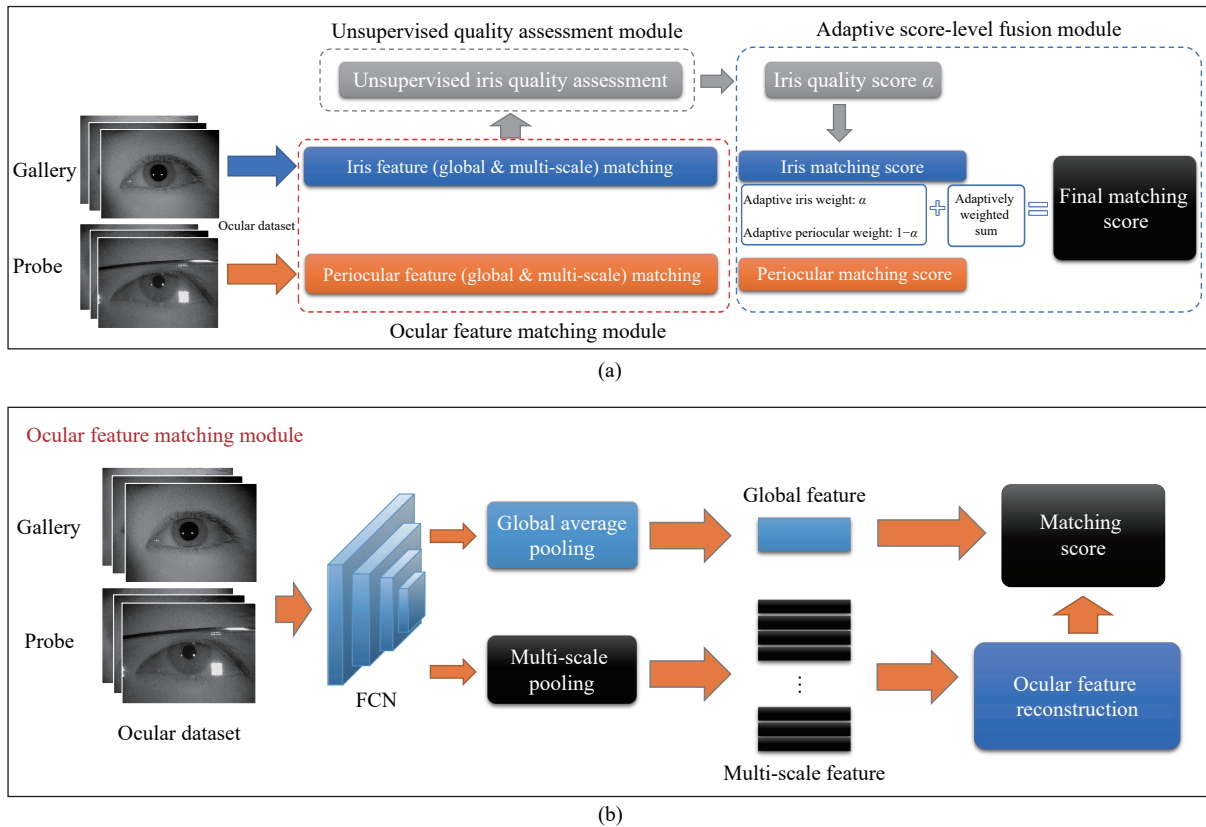 Unsupervised quality assessment module
Adaptive score-level fusion module
Unsupervised iris quality assessment
Iris quality score α
Gallery
Iris feature (global & multi-scale) matching
Iris matching score
Ocular dataset
Adaptive iris weight: α
Adaptive periocular weight: 1−α
+
Adaptively
weighted
sum
=
Final matching
score
Probe
Periocular feature (global & multi-scale) matching
Periocular matching score
Ocular feature matching module
(a)
Ocular feature matching module
Gallery
Probe
Ocular dataset
FCN
Global average
pooling
Global feature
Matching
score
Multi-scale
pooling
⋮
Multi-scale feature
Ocular feature
reconstruction
(b)